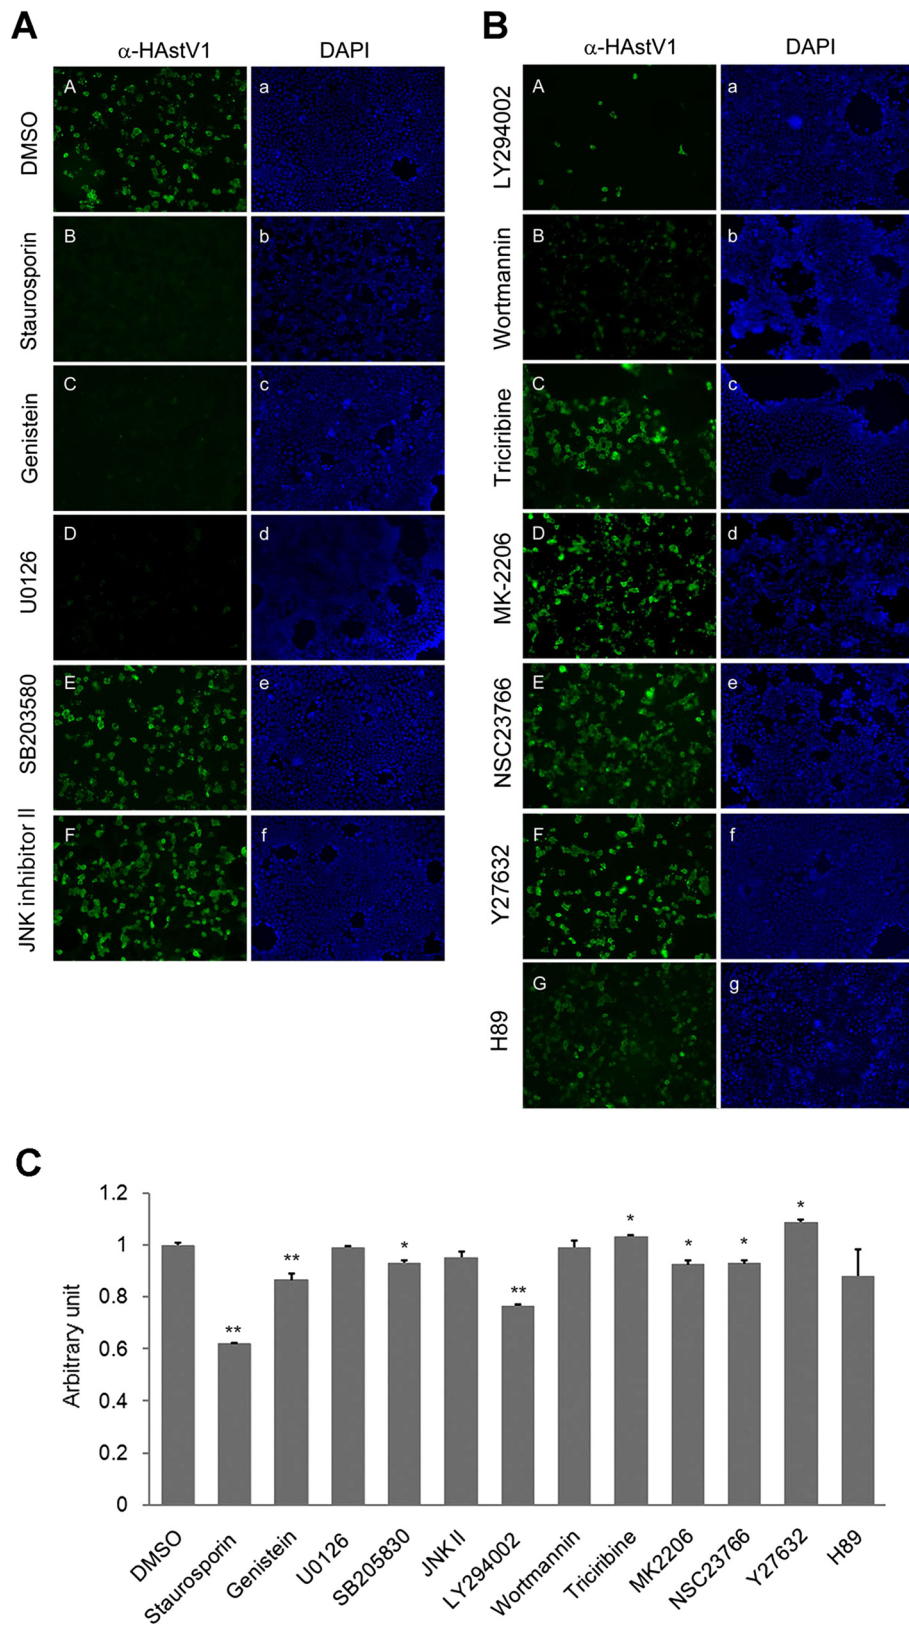 A
α-HAstV1
DAPI
DMSO
A
a
Staurosporin
B
b
Genistein
C
c
U0126
D
d
SB203580
E
e
JNK inhibitor II
F
f
B
α-HAstV1
DAPI
LY294002
A
a
Wortmannin
B
b
Triciribine
C
c
MK-2206
D
d
NSC23766
E
e
Y27632
F
f
H89
G
g
C
Arbitrary unit
1.2
1
0.8
0.6
0.4
0.2
0
**
**
*
**
*
*
*
*
DMSO
Staurosporin
Genistein
U0126
SB205830
JNK II
LY294002
Wortmannin
Triciribine
MK2206
NSC23766
Y27632
H89